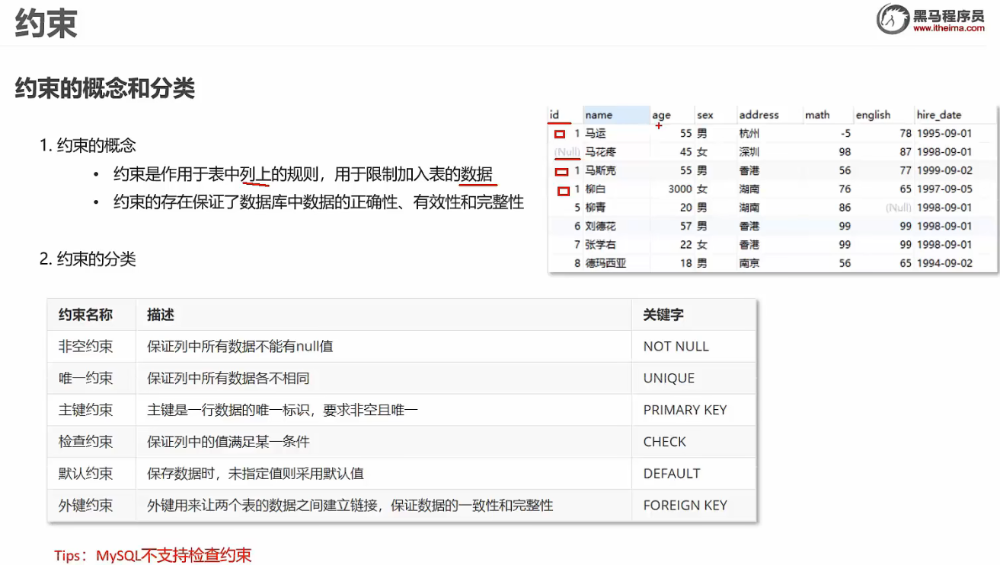 约束
黑马程序员
www.itheima.com
约束的概念和分类
1. 约束的概念
• 约束是作用于表中列上的规则，用于限制加入表的数据
• 约束的存在保证了数据库中数据的正确性、有效性和完整性
2. 约束的分类
id name age sex address math english hire_date
1 马运 55 男 杭州 -5 78 1995-09-01
(Null) 马花疼 45 女 深圳 98 87 1998-09-01
1 马斯克 55 男 香港 56 77 1999-09-02
1 柳白 3000 女 湖南 76 65 1997-09-05
5 柳青 20 男 湖南 86 (Null) 1998-09-01
6 刘德花 57 男 香港 99 99 1998-09-01
7 张学右 22 女 香港 99 99 1998-09-01
8 德玛西亚 18 男 南京 56 65 1994-09-02
约束名称 描述 关键字
非空约束 保证列中所有数据不能有null值 NOT NULL
唯一约束 保证列中所有数据各不相同 UNIQUE
主键约束 主键是一行数据的唯一标识，要求非空且唯一 PRIMARY KEY
检查约束 保证列中的值满足某一条件 CHECK
默认约束 保存数据时，未指定值则采用默认值 DEFAULT
外键约束 外键用来让两个表的数据之间建立链接，保证数据的一致性和完整性 FOREIGN KEY
Tips：MySQL不支持检查约束